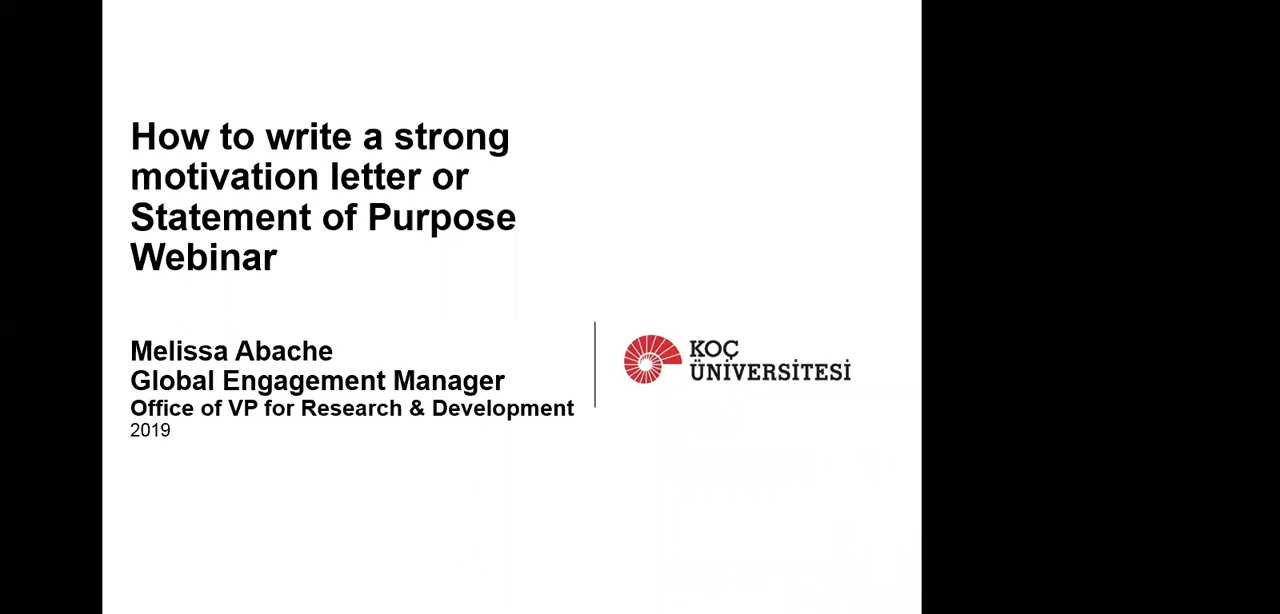 How to write a strong
motivation letter or
Statement of Purpose
Webinar
Melissa Abache
Global Engagement Manager
Office of VP for Research & Development
2019
KOÇ
ÜNİVERSİTESİ